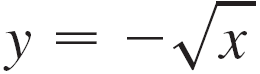 y = −√x